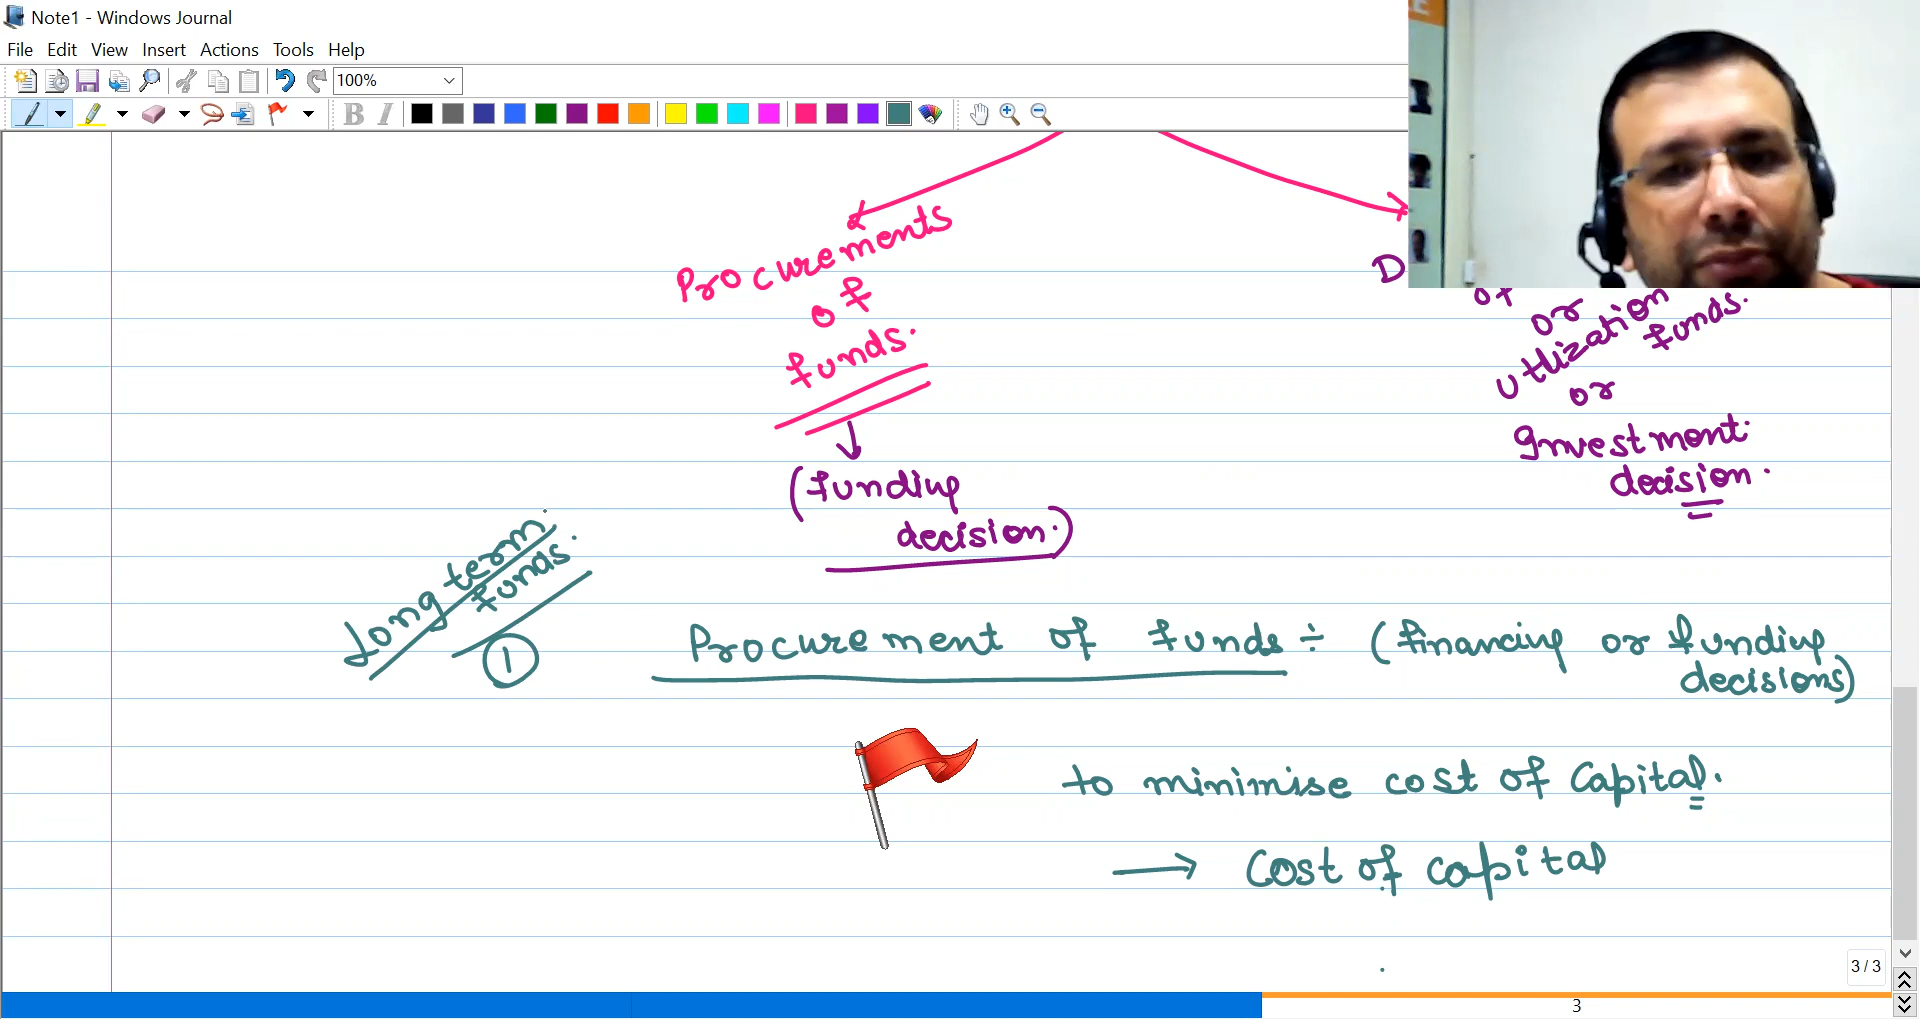 Note1 - Windows Journal
File Edit View Insert Actions Tools Help
100%
B I
Procurements
of
funds.
(funding
decision.)
D
of
or
utlization
funds.
or
Investment
decision.
Long term
funds.
1
Procurement of funds ÷ (financing or funding
decisions)
to minimise cost of capital.
→ Cost of capital
3 / 3
3